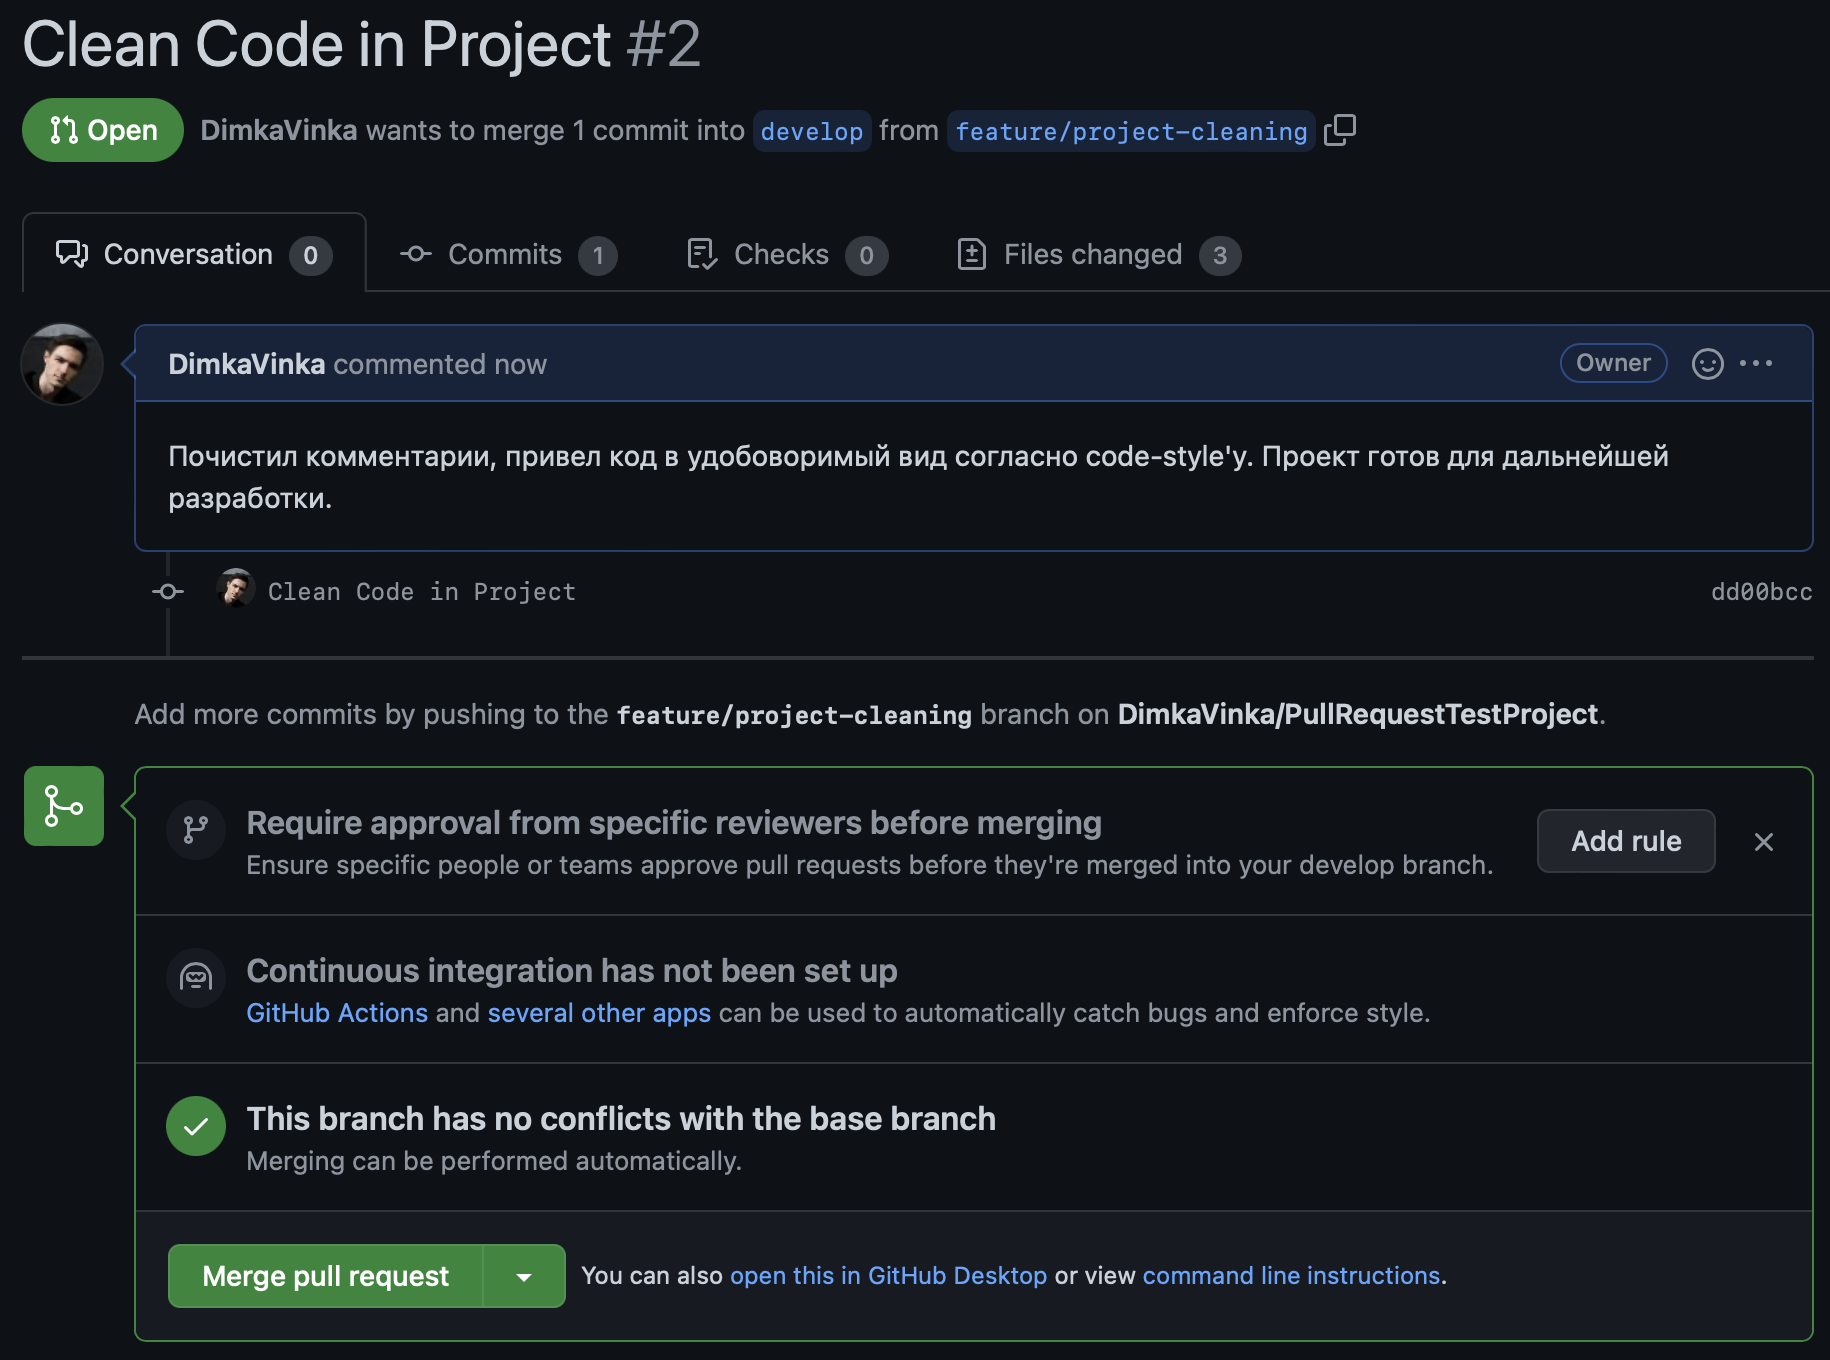 Clean Code in Project #2
Open DimkaVinka wants to merge 1 commit into develop from feature/project-cleaning
Conversation 0 Commits 1 Checks 0 Files changed 3
DimkaVinka commented now Owner
Почистил комментарии, привел код в удобоворимый вид согласно code-style'у. Проект готов для дальнейшей
разработки.
Clean Code in Project dd00bcc
Add more commits by pushing to the feature/project-cleaning branch on DimkaVinka/PullRequestTestProject.
Require approval from specific reviewers before merging
Ensure specific people or teams approve pull requests before they're merged into your develop branch.
Add rule
Continuous integration has not been set up
GitHub Actions and several other apps can be used to automatically catch bugs and enforce style.
This branch has no conflicts with the base branch
Merging can be performed automatically.
Merge pull request You can also open this in GitHub Desktop or view command line instructions.